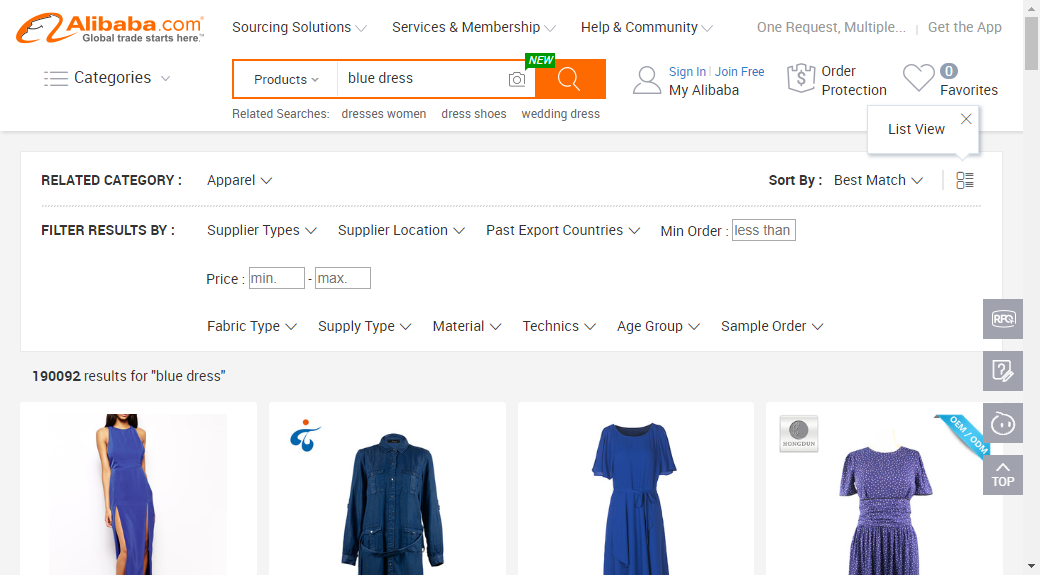 Alibaba.com
Global trade starts here.™
Sourcing Solutions
Services & Membership
Help & Community
One Request, Multiple... | Get the App
Categories
Products
blue dress
NEW
Sign In | Join Free
My Alibaba
Order
Protection
0
Favorites
Related Searches: dresses women dress shoes wedding dress
List View
RELATED CATEGORY : Apparel
Sort By : Best Match
FILTER RESULTS BY : Supplier Types Supplier Location Past Export Countries Min Order : less than
Price : min. - max.
Fabric Type Supply Type Material Technics Age Group Sample Order
RFQ
190092 results for "blue dress"
HONGDUN
OEM / ODM
TOP